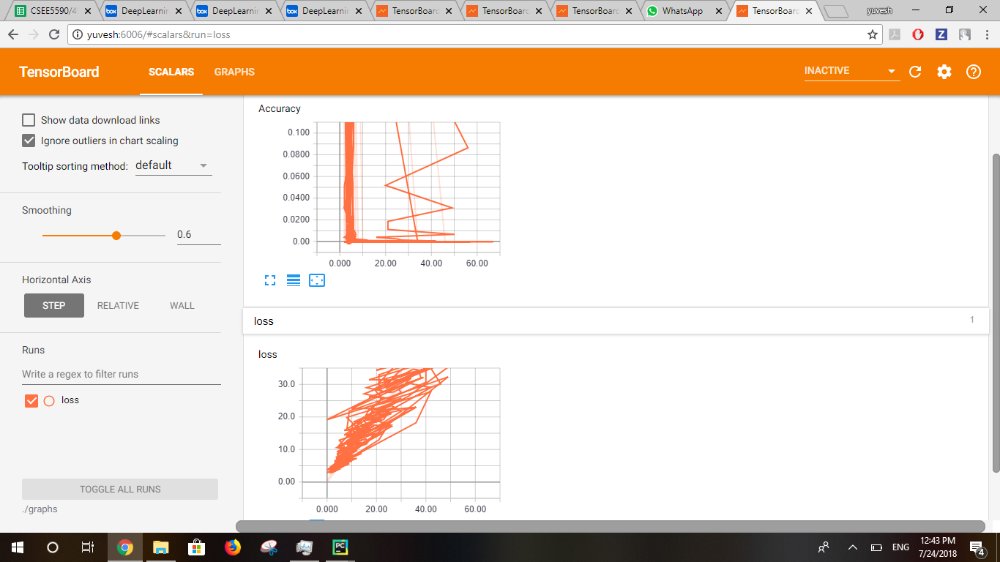 CSEE5590/4
DeepLearnin
DeepLearnin
DeepLearnin
TensorBoard
TensorBoard
TensorBoard
WhatsApp
TensorBoard
yuvesh
yuvesh:6006/#scalars&run=loss
TensorBoard
SCALARS
GRAPHS
INACTIVE
Show data download links
Ignore outliers in chart scaling
Tooltip sorting method: default
Smoothing
0.6
Horizontal Axis
STEP RELATIVE WALL
Runs
Write a regex to filter runs
loss
TOGGLE ALL RUNS
./graphs
Accuracy
0.100
0.0800
0.0600
0.0400
0.0200
0.00
0.000 20.00 40.00 60.00
loss
1
loss
30.0
20.0
10.0
0.00
0.000 20.00 40.00 60.00
ENG
12:43 PM
7/24/2018
4